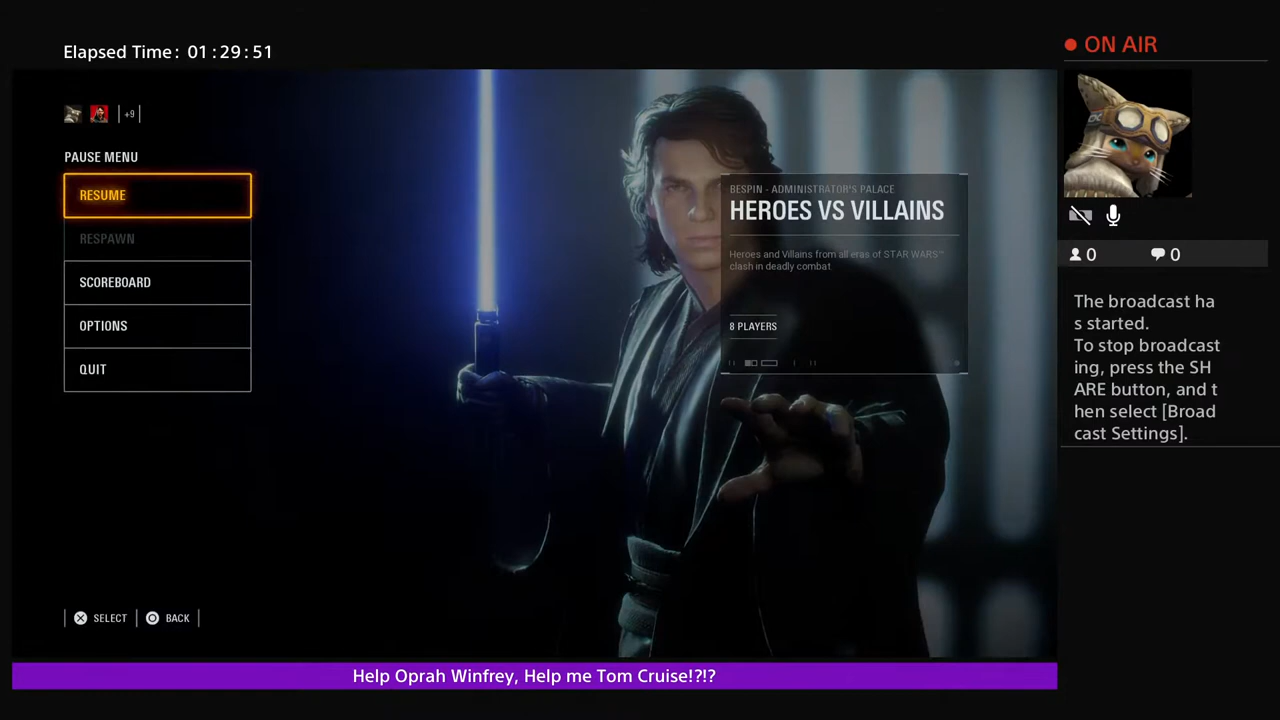 Elapsed Time: 01:29:51
ON AIR
+9
PAUSE MENU
RESUME
RESPAWN
SCOREBOARD
OPTIONS
QUIT
BESPIN - ADMINISTRATOR'S PALACE
HEROES VS VILLAINS
Heroes and Villains from all eras of STAR WARS™
clash in deadly combat
8 PLAYERS
0 0
The broadcast ha
s started.
To stop broadcast
ing, press the SH
ARE button, and t
hen select [Broad
cast Settings].
SELECT BACK
Help Oprah Winfrey, Help me Tom Cruise!?!?